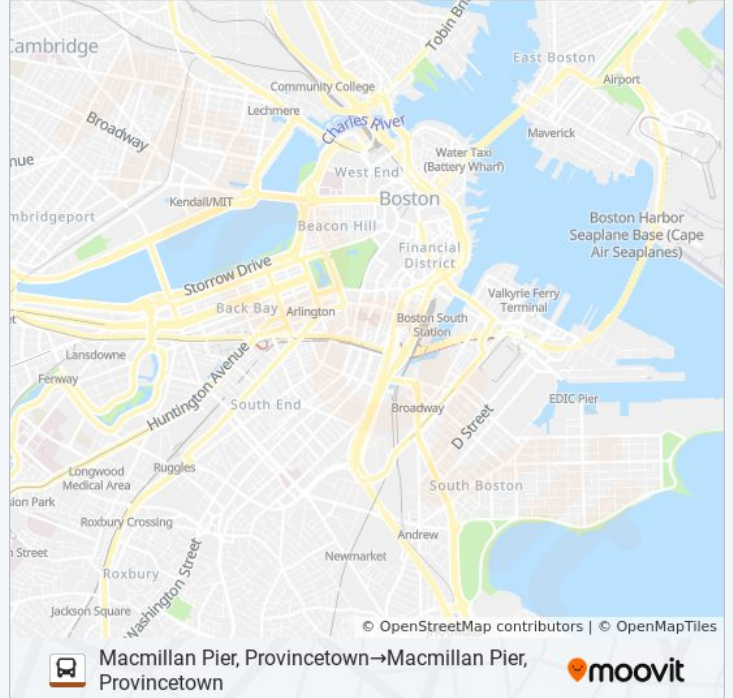 Tobin Bri
Cambridge
East Boston
Airport
Community College
Lechmere
Broadway
Charles River
Maverick
Water Taxi
(Battery Wharf)
nue
West End
Kendall/MIT
Boston
mbridgeport
Beacon Hill
Boston Harbor
Seaplane Base (Cape
Air Seaplanes)
Financial
District
Storrow Drive
Valkyrie Ferry
Terminal
Back Bay
Arlington
Boston South
Station
et
Lansdowne
Fenway
Huntington Avenue
South End
Broadway
EDIC Pier
D Street
Longwood
Medical Area
Ruggles
South Boston
sion Park
Roxbury Crossing
Andrew
n Street
Newmarket
Roxbury
Washington Street
Jackson Square
© OpenStreetMap contributors | © OpenMapTiles
Macmillan Pier, Provincetown→Macmillan Pier,
Provincetown
moovit